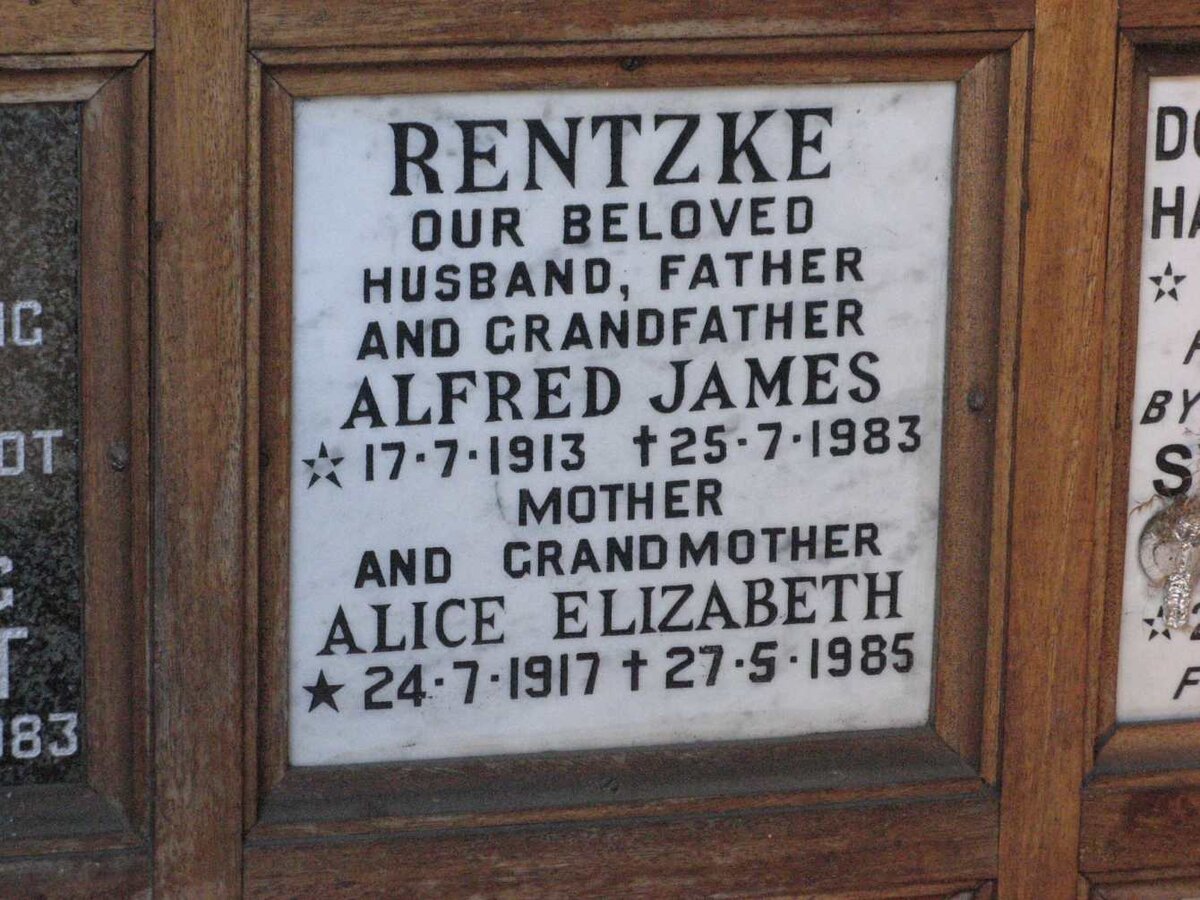 RENTZKE
OUR BELOVED
HUSBAND, FATHER
AND GRANDFATHER
ALFRED JAMES
☆ 17·7·1913 †25·7·1983
MOTHER
AND GRANDMOTHER
ALICE ELIZABETH
★ 24·7·1917 † 27·5·1985
BY